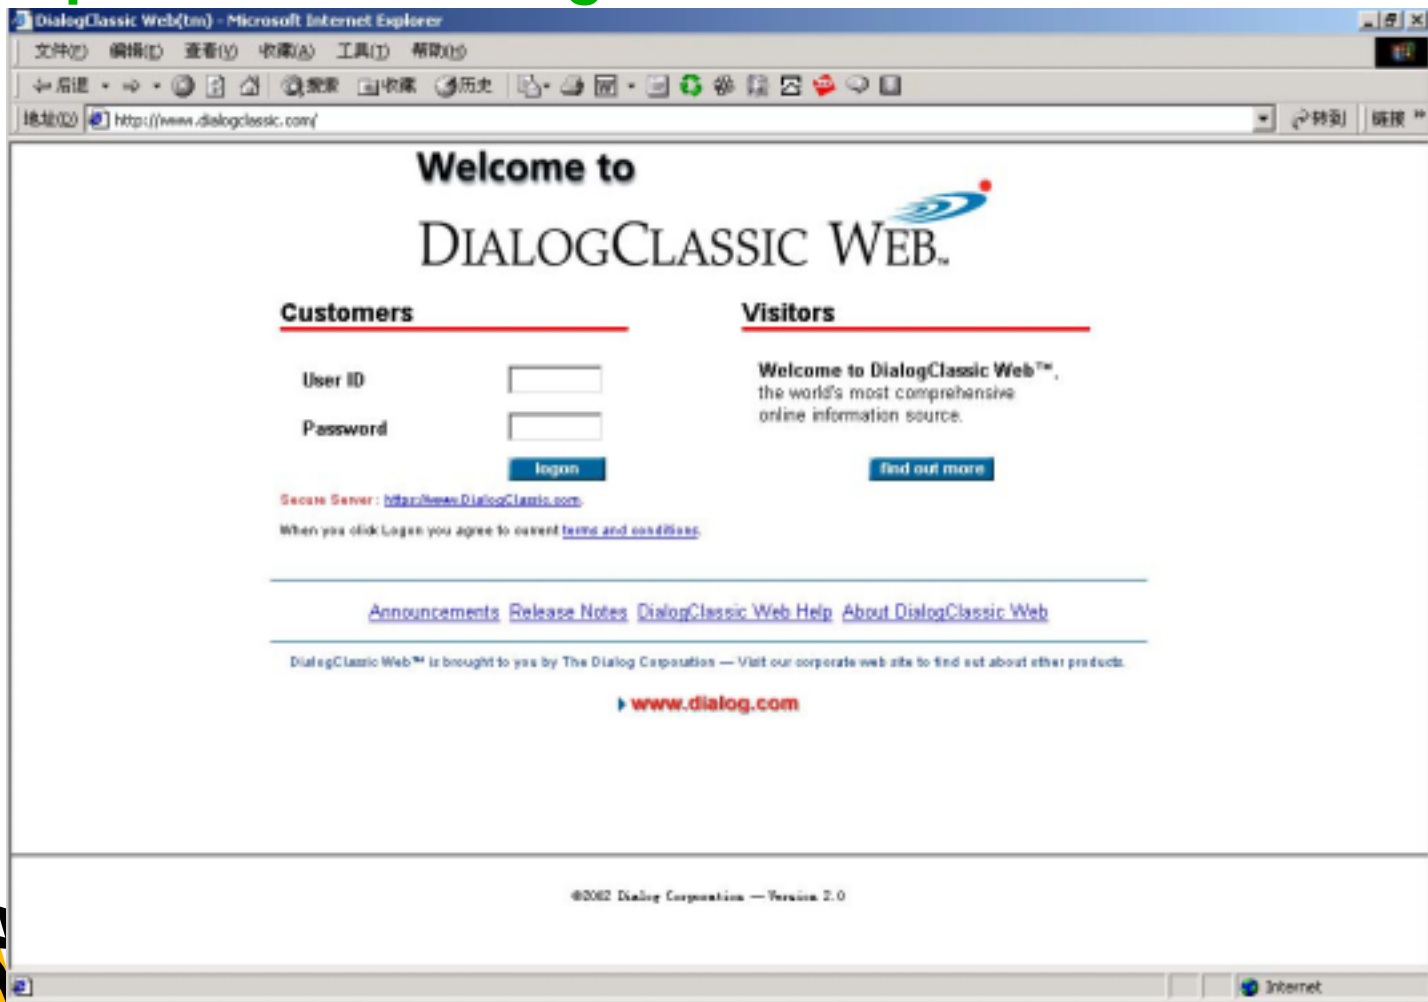 DialogClassic Web(tm) - Microsoft Internet Explorer
文件(F) 编辑(E) 查看(V) 收藏(A) 工具(T) 帮助(H)
后退 搜索 收藏 历史
地址(D) http://www.dialogclassic.com/ 转到 链接 »
Welcome to
DIALOGCLASSIC WEB™
Customers Visitors
User ID
Password
logon
Welcome to DialogClassic Web™,
the world's most comprehensive
online information source.
find out more
Secure Server: https://www.DialogClassic.com.
When you click Logon you agree to current terms and conditions.
Announcements Release Notes DialogClassic Web Help About DialogClassic Web
DialogClassic Web™ is brought to you by The Dialog Corporation — Visit our corporate web site to find out about other products.
www.dialog.com
©2002 Dialog Corporation — Version 2.0
Internet